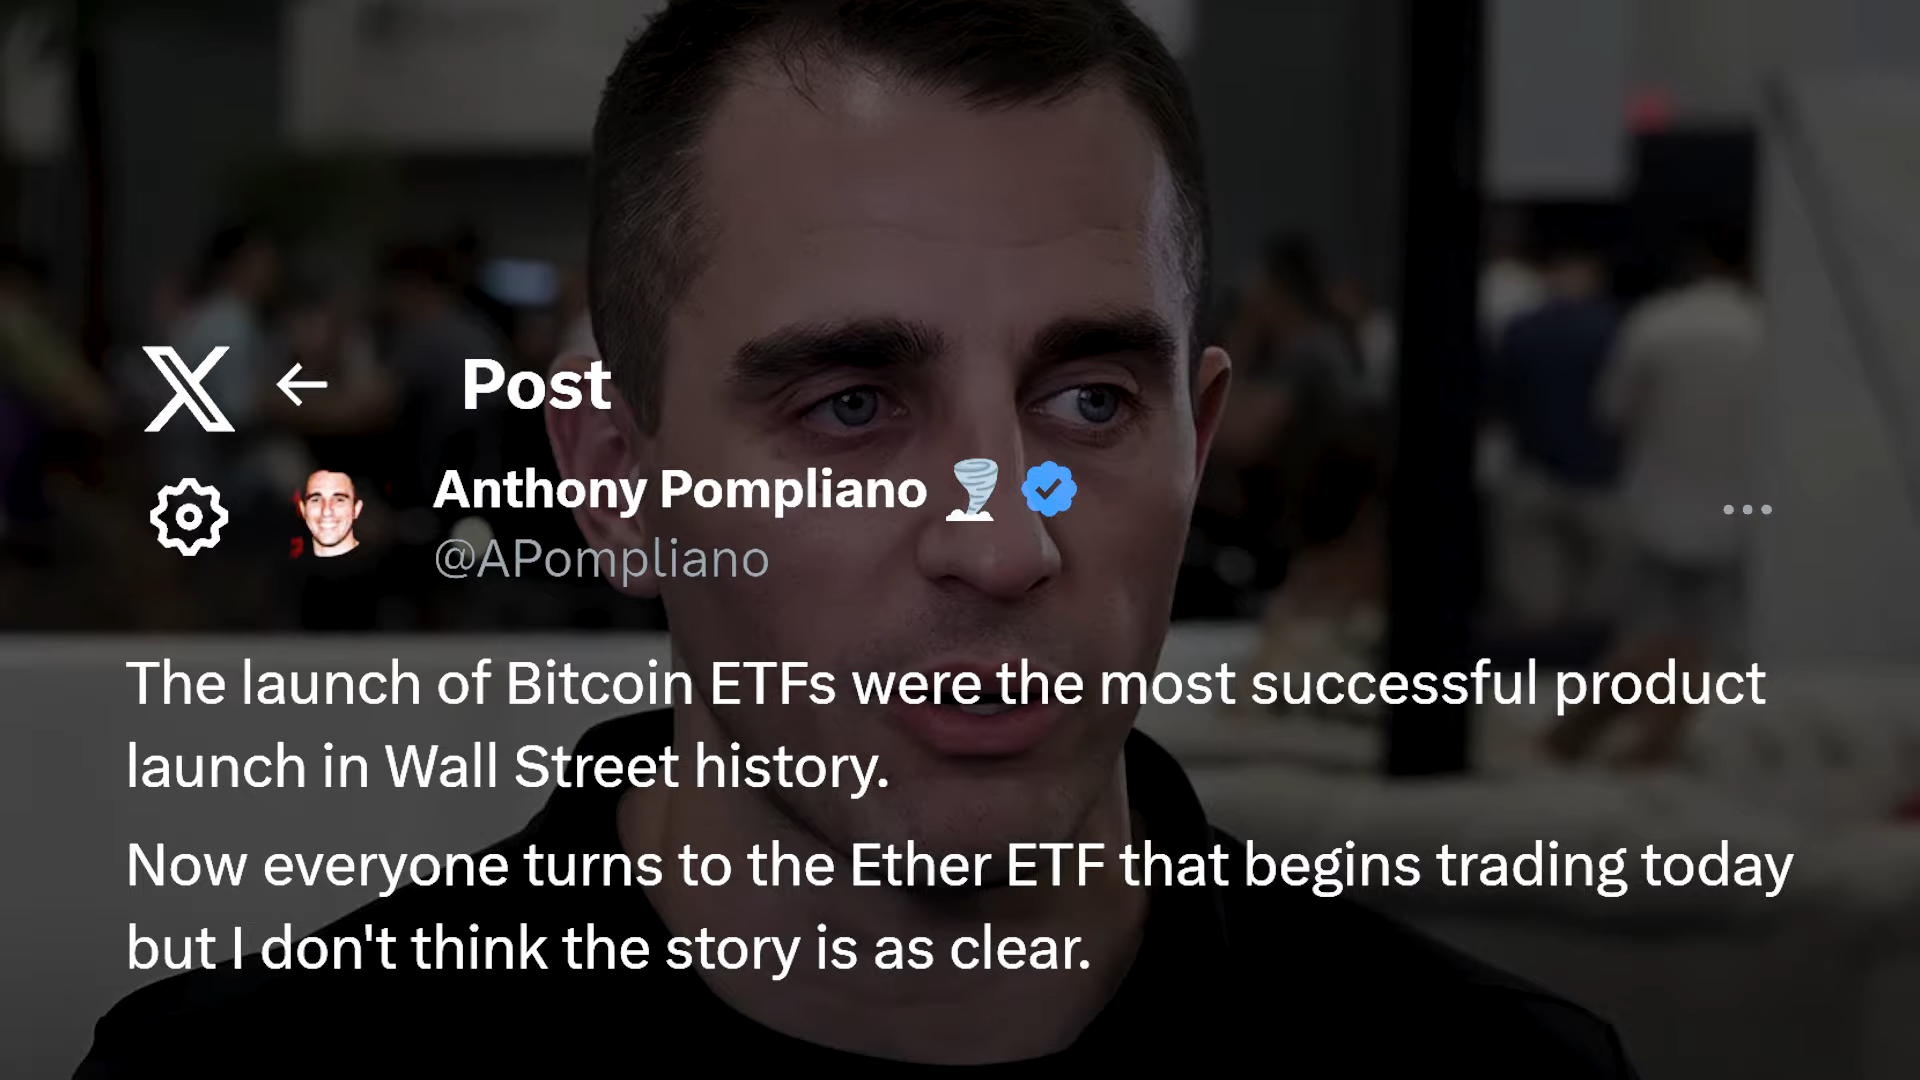 Post
Anthony Pompliano
@APompliano
The launch of Bitcoin ETFs were the most successful product
launch in Wall Street history.
Now everyone turns to the Ether ETF that begins trading today
but I don't think the story is as clear.